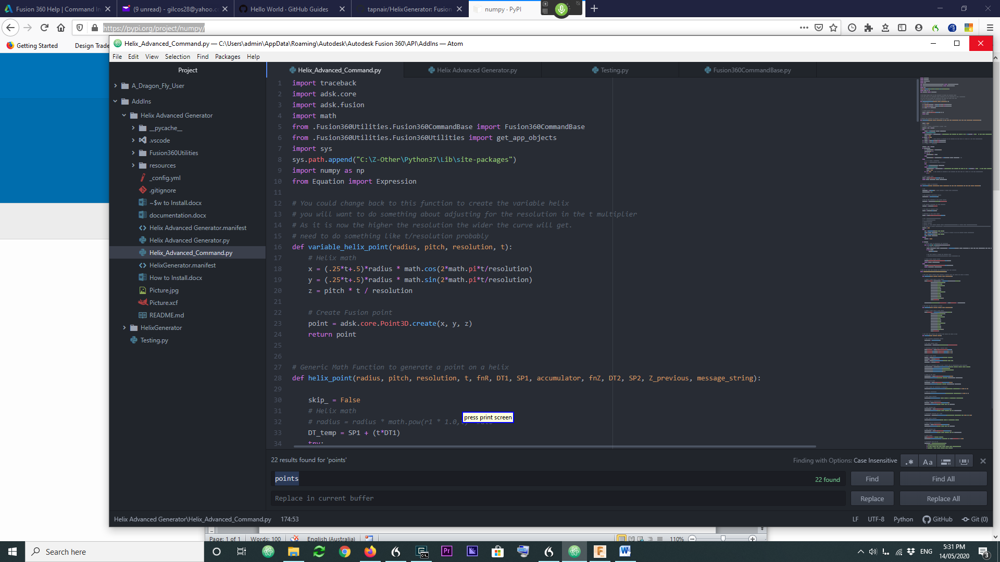 Fusion 360 Help | Command In
(9 unread) - gilcos28@yahoo.c
Hello World · GitHub Guides
tapnair/HelixGenerator: Fusion
numpy · PyPI
https://pypi.org/project/numpy/
Getting Started
Design Trade
Helix_Advanced_Command.py — C:\Users\admin\AppData\Roaming\Autodesk\Autodesk Fusion 360\API\AddIns — Atom
File Edit View Selection Find Packages Help
Project
Helix_Advanced_Command.py
Helix Advanced Generator.py
Testing.py
Fusion360CommandBase.py
A_Dragon_Fly_User
AddIns
Helix Advanced Generator
__pycache__
.vscode
Fusion360Utilities
resources
_config.yml
.gitignore
~$w to Install.docx
documentation.docx
Helix Advanced Generator.manifest
Helix Advanced Generator.py
Helix_Advanced_Command.py
HelixGenerator.manifest
How to Install.docx
Picture.jpg
Picture.xcf
README.md
HelixGenerator
Testing.py
1 import traceback
2 import adsk.core
3 import adsk.fusion
4 import math
5 from .Fusion360Utilities.Fusion360CommandBase import Fusion360CommandBase
6 from .Fusion360Utilities.Fusion360Utilities import get_app_objects
7 import sys
8 sys.path.append("C:\Z-Other\Python37\Lib\site-packages")
9 import numpy as np
10 from Equation import Expression
11
12 # You could change back to this function to create the variable helix
13 # you will want to do something about adjusting for the resolution in the t multiplier
14 # As it is now the higher the resolution the wider the curve will get.
15 # need to do something like t/resolution probably
16 def variable_helix_point(radius, pitch, resolution, t):
17 # Helix math
18 x = (.25*t+.5)*radius * math.cos(2*math.pi*t/resolution)
19 y = (.25*t+.5)*radius * math.sin(2*math.pi*t/resolution)
20 z = pitch * t / resolution
21
22 # Create Fusion point
23 point = adsk.core.Point3D.create(x, y, z)
24 return point
25
26
27 # Generic Math Function to generate a point on a helix
28 def helix_point(radius, pitch, resolution, t, fnR, DT1, SP1, accumulator, fnZ, DT2, SP2, Z_previous, message_string):
29
30 skip_ = False
31 # Helix math
32 # radius = radius * math.pow(r1 * 1.0,
press print screen
33 DT_temp = SP1 + (t*DT1)
34 try:
22 results found for 'points'
Finding with Options: Case Insensitive
.* Aa
points
22 found
Find
Find All
Replace in current buffer
Replace
Replace All
Helix Advanced Generator\Helix_Advanced_Command.py 174:53
LF UTF-8 Python GitHub Git (0)
Page: 1 of 1 Words: 100 English (Australia) 110%
Search here
Pr
ENG
5:31 PM
14/05/2020
3